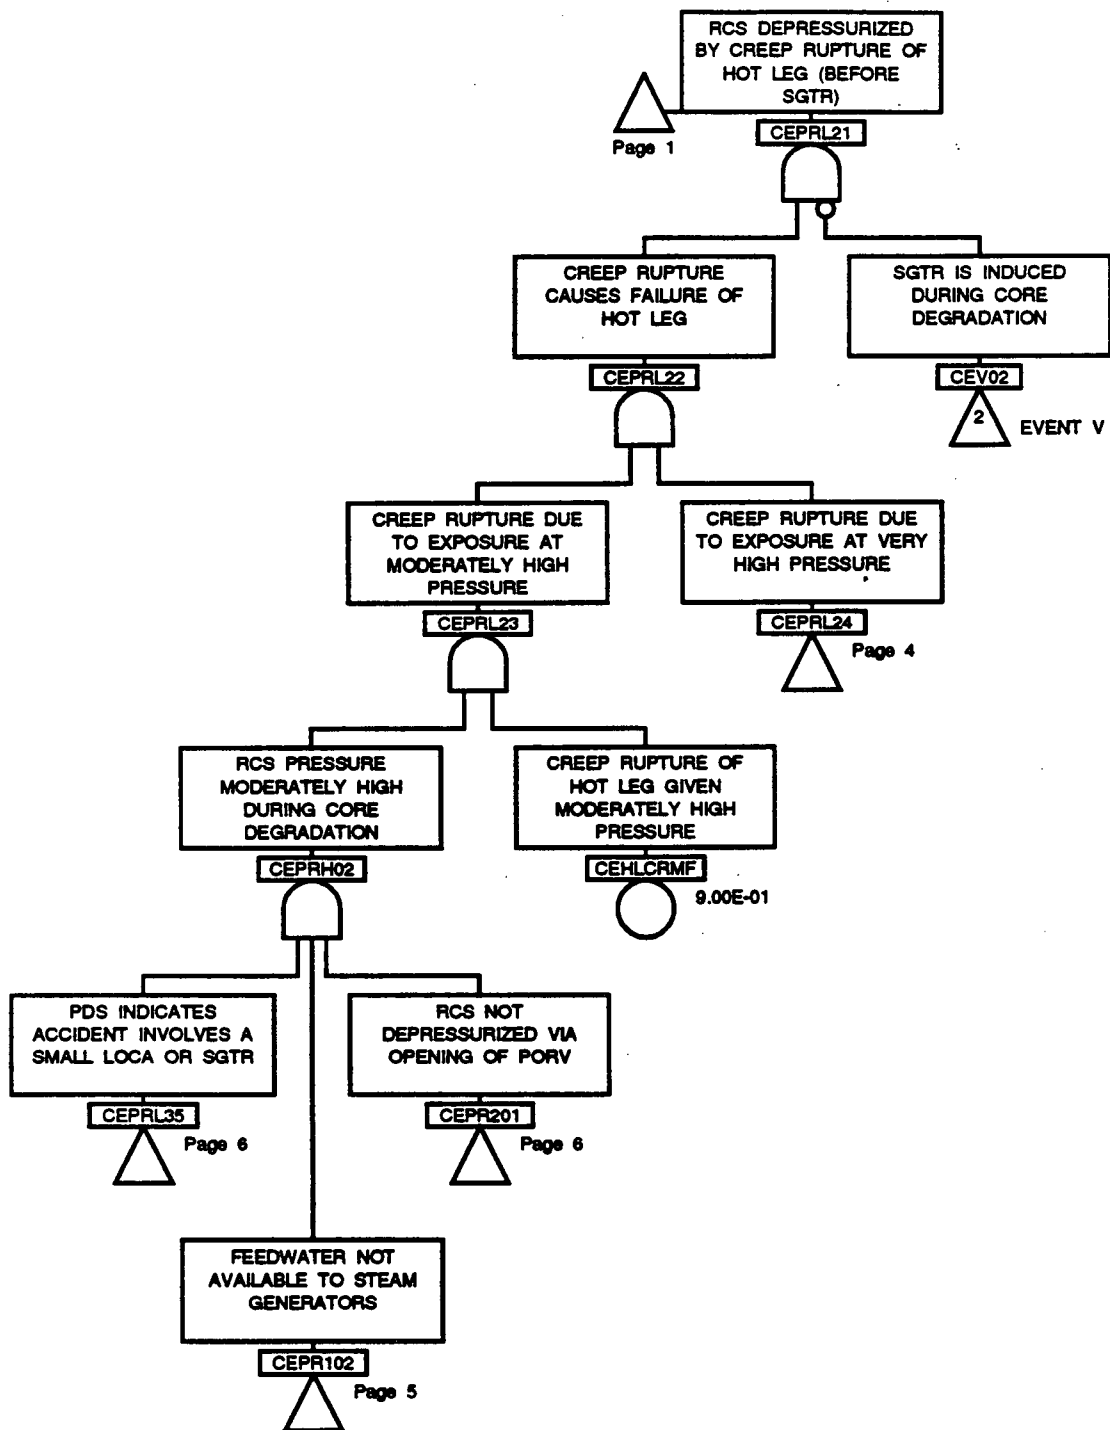 RCS DEPRESSURIZED
BY CREEP RUPTURE OF
HOT LEG (BEFORE
SGTR)
CEPRL21
Page 1
CREEP RUPTURE
CAUSES FAILURE OF
HOT LEG
CEPRL22
SGTR IS INDUCED
DURING CORE
DEGRADATION
CEV02
2
EVENT V
CREEP RUPTURE DUE
TO EXPOSURE AT
MODERATELY HIGH
PRESSURE
CEPRL23
CREEP RUPTURE DUE
TO EXPOSURE AT VERY
HIGH PRESSURE
CEPRL24
Page 4
RCS PRESSURE
MODERATELY HIGH
DURING CORE
DEGRADATION
CEPRH02
CREEP RUPTURE OF
HOT LEG GIVEN
MODERATELY HIGH
PRESSURE
CEHLCRMF
9.00E-01
PDS INDICATES
ACCIDENT INVOLVES A
SMALL LOCA OR SGTR
CEPRL35
Page 6
RCS NOT
DEPRESSURIZED VIA
OPENING OF PORV
CEPR201
Page 6
FEEDWATER NOT
AVAILABLE TO STEAM
GENERATORS
CEPR102
Page 5